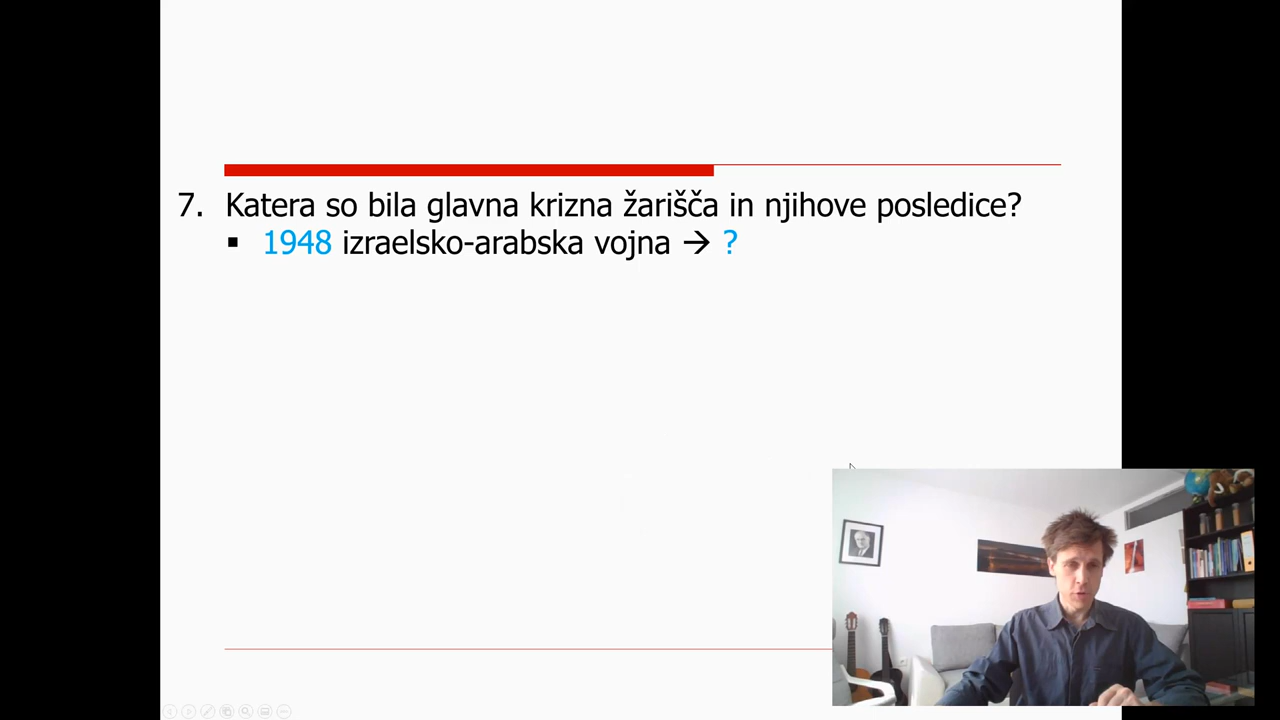 7. Katera so bila glavna krizna žarišča in njihove posledice?
▪ 1948 izraelsko-arabska vojna → ?